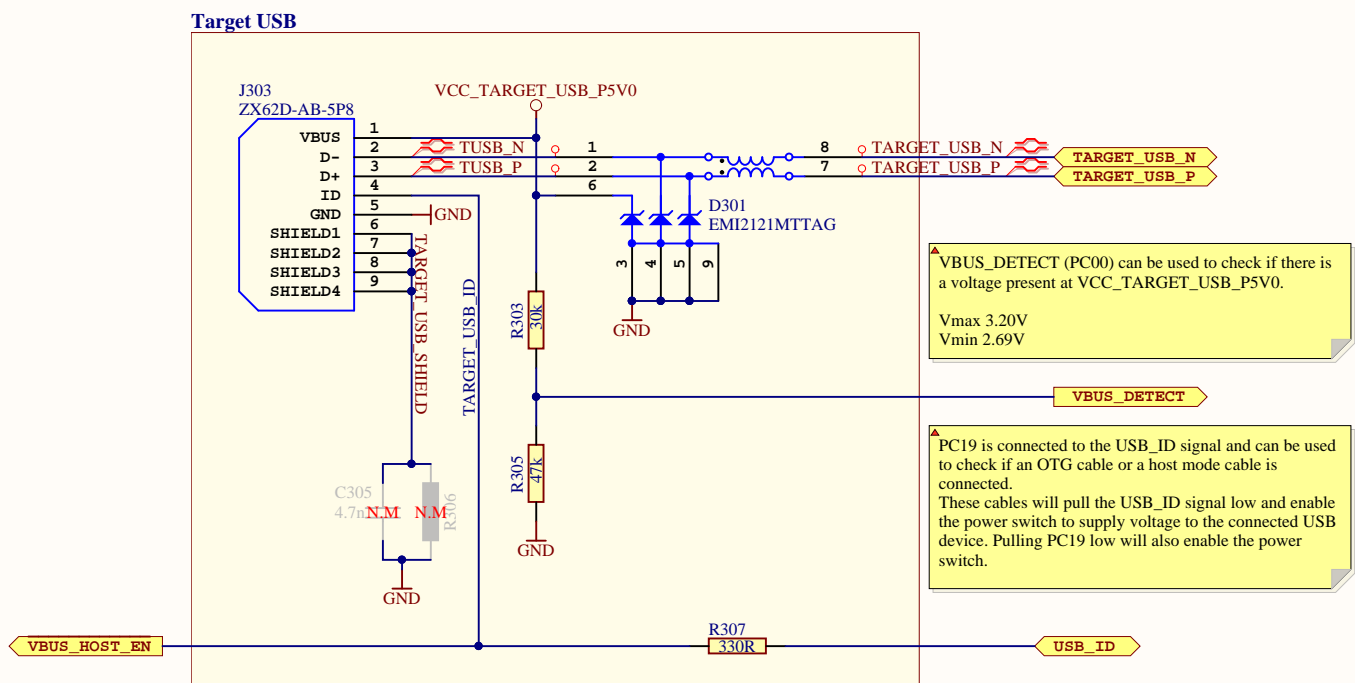 Target USB
J303
ZX62D-AB-5P8
VCC_TARGET_USB_P5V0
VBUS 1
D- 2
D+ 3
ID 4
GND 5
SHIELD1 6
SHIELD2 7
SHIELD3 8
SHIELD4 9
TUSB_N
TUSB_P
1
2
6
8
7
TARGET_USB_N
TARGET_USB_P
TARGET_USB_N
TARGET_USB_P
GND
D301
EMI2121MTTAG
3
4
5
9
GND
TARGET_USB_SHIELD
TARGET_USB_ID
R303
30k
VBUS_DETECT (PC00) can be used to check if there is
a voltage present at VCC_TARGET_USB_P5V0.
Vmax 3.20V
Vmin 2.69V
VBUS_DETECT
R305
47k
GND
PC19 is connected to the USB_ID signal and can be used
to check if an OTG cable or a host mode cable is
connected.
These cables will pull the USB_ID signal low and enable
the power switch to supply voltage to the connected USB
device. Pulling PC19 low will also enable the power
switch.
C305
4.7n
N.M
N.M
R306
GND
VBUS_HOST_EN
R307
330R
USB_ID